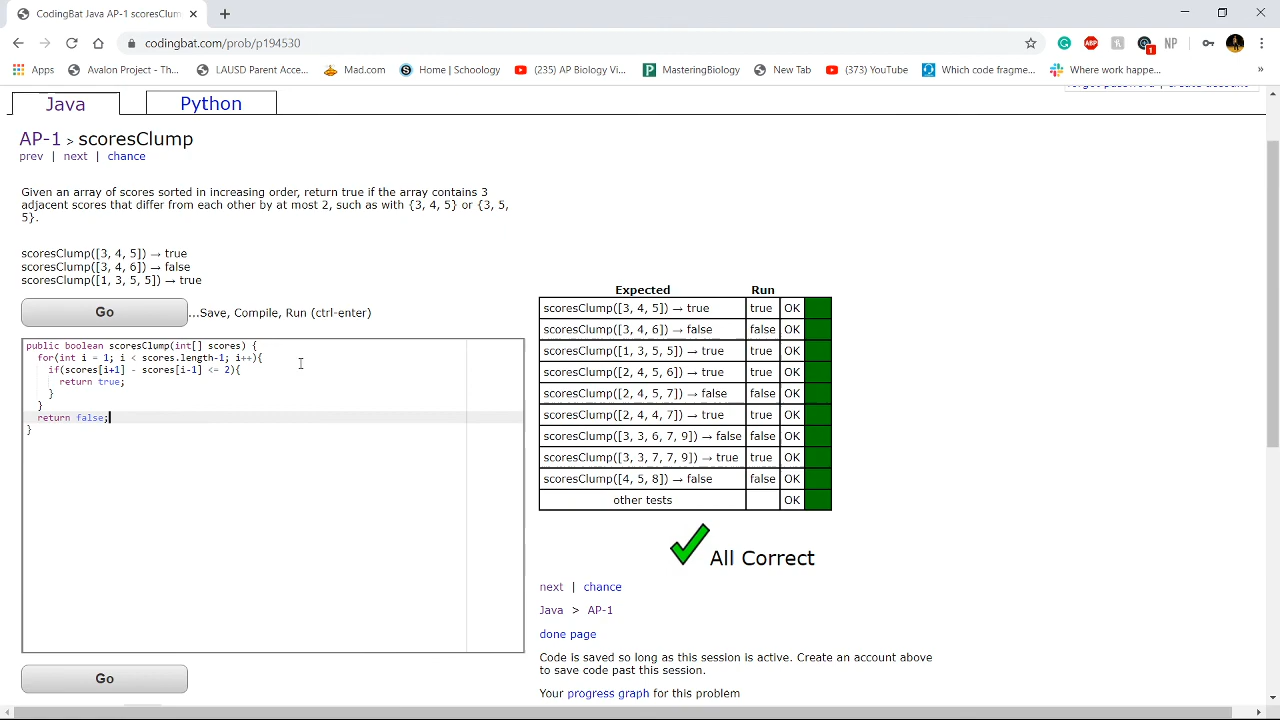 CodingBat Java AP-1 scoresClum
codingbat.com/prob/p194530
ABP
1
NP
Apps
Avalon Project - Th...
LAUSD Parent Acce...
Mad.com
S
Home | Schoology
(235) AP Biology Vi...
P
MasteringBiology
New Tab
(373) YouTube
Which code fragme...
Where work happe...
»
Java
Python
forgot password | create account
AP-1 > scoresClump
prev | next | chance
Given an array of scores sorted in increasing order, return true if the array contains 3
adjacent scores that differ from each other by at most 2, such as with {3, 4, 5} or {3, 5,
5}.
scoresClump([3, 4, 5]) → true
scoresClump([3, 4, 6]) → false
scoresClump([1, 3, 5, 5]) → true
Go ...Save, Compile, Run (ctrl-enter)
public boolean scoresClump(int[] scores) {
for(int i = 1; i < scores.length-1; i++){
if(scores[i+1] - scores[i-1] <= 2){
return true;
}
}
return false;
}
Go
Expected Run
scoresClump([3, 4, 5]) → true true OK
scoresClump([3, 4, 6]) → false false OK
scoresClump([1, 3, 5, 5]) → true true OK
scoresClump([2, 4, 5, 6]) → true true OK
scoresClump([2, 4, 5, 7]) → false false OK
scoresClump([2, 4, 4, 7]) → true true OK
scoresClump([3, 3, 6, 7, 9]) → false false OK
scoresClump([3, 3, 7, 7, 9]) → true true OK
scoresClump([4, 5, 8]) → false false OK
other tests OK
All Correct
next | chance
Java > AP-1
done page
Code is saved so long as this session is active. Create an account above
to save code past this session.
Your progress graph for this problem